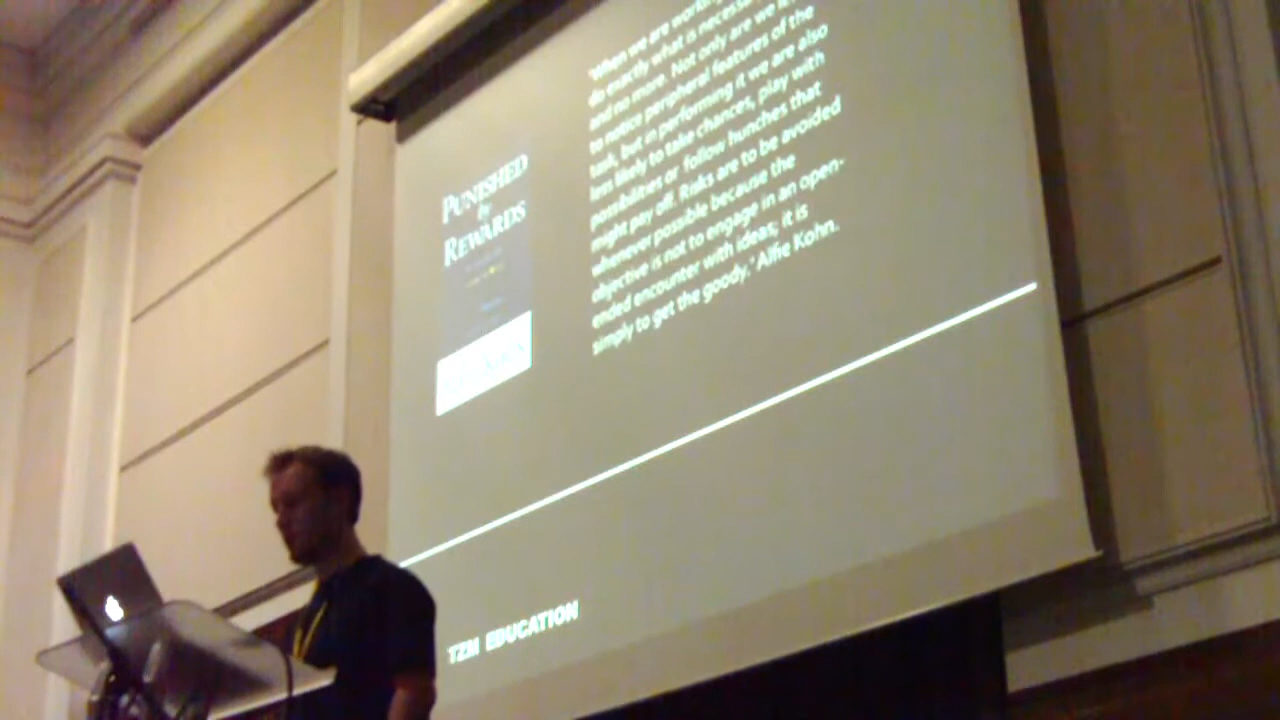 PUNISHED
by
REWARDS
"When we are working
do exactly what is necessa
and no more. Not only are we
to notice peripheral features of the
task, but in performing it we are also
less likely to take chances, play with
possibilities or follow hunches that
might pay off. Risks are to be avoided
whenever possible because the
objective is not to engage in an open-
ended encounter with ideas; it is
simply to get the goody." Alfie Kohn.
TZM EDUCATION